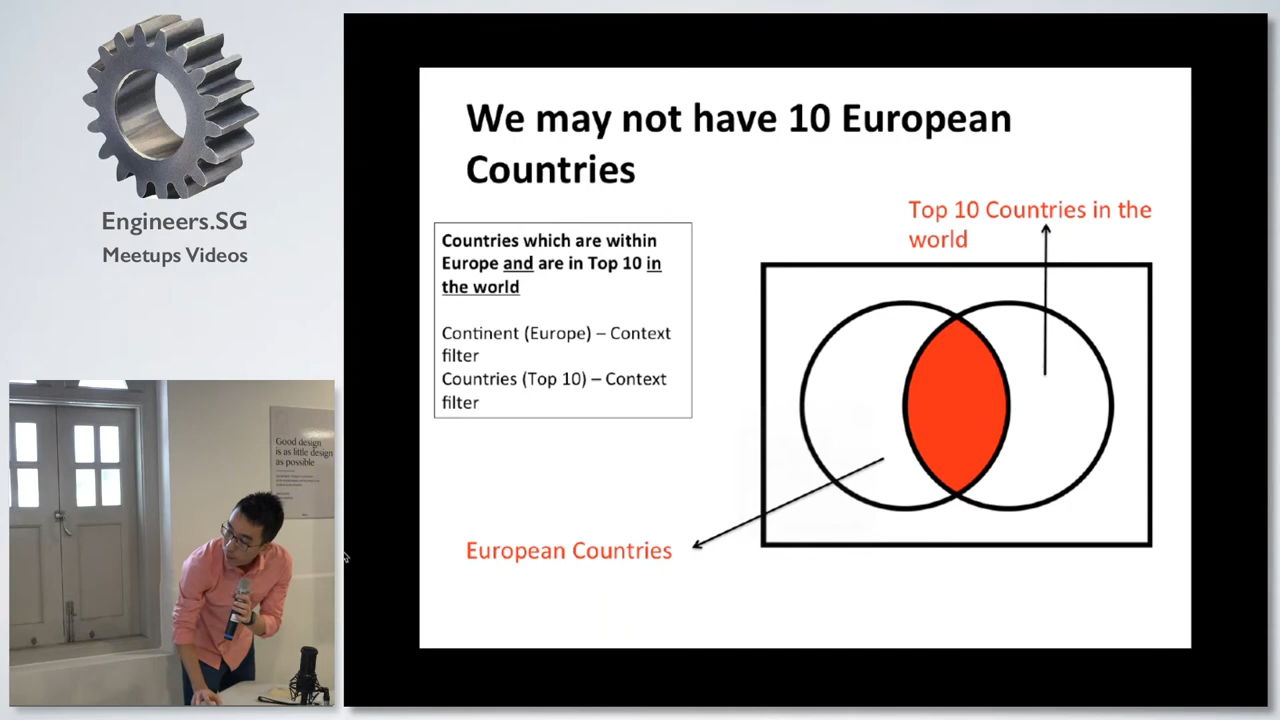 Engineers.SG
Meetups Videos
We may not have 10 European
Countries
Top 10 Countries in the
world
Countries which are within
Europe and are in Top 10 in
the world
Continent (Europe) – Context
filter
Countries (Top 10) – Context
filter
European Countries
Good design
is as little design
as possible